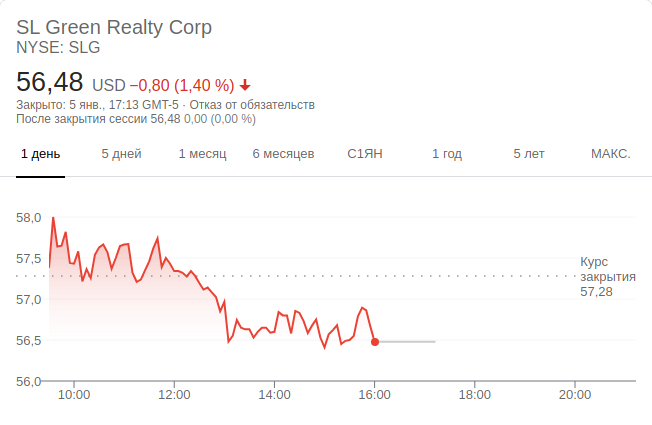 SL Green Realty Corp
NYSE: SLG
56,48 USD −0,80 (1,40 %)
Закрыто: 5 янв., 17:13 GMT-5 · Отказ от обязательств
После закрытия сессии 56,48 0,00 (0,00 %)
1 день 5 дней 1 месяц 6 месяцев С1ЯН 1 год 5 лет МАКС.
58,0
57,5
Курс
закрытия
57,28
57,0
56,5
56,0
10:00 12:00 14:00 16:00 18:00 20:00